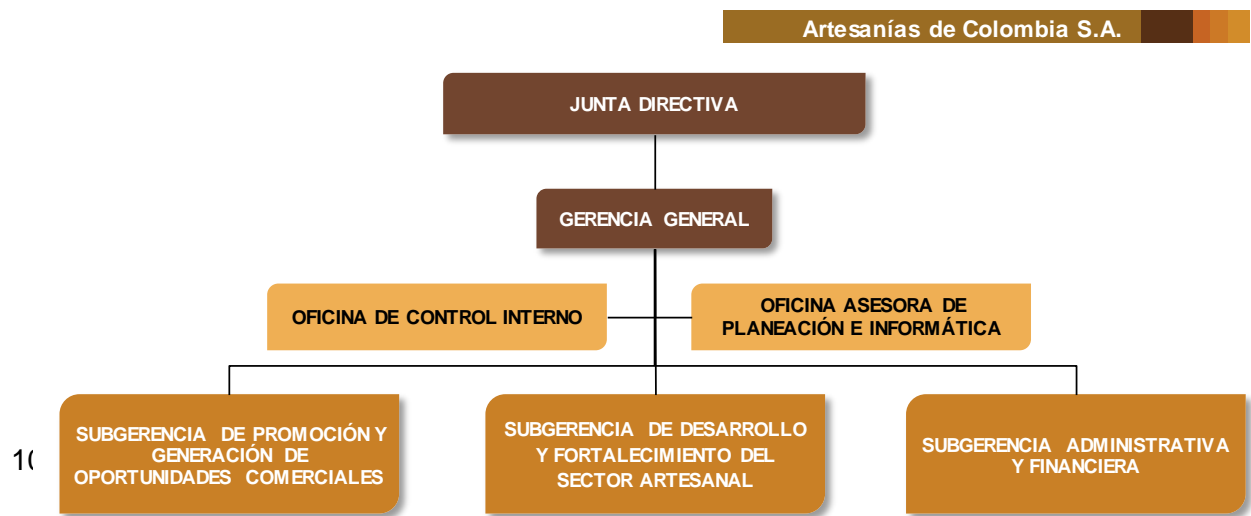 Artesanías de Colombia S.A.
JUNTA DIRECTIVA
GERENCIA GENERAL
OFICINA DE CONTROL INTERNO
OFICINA ASESORA DE
PLANEACIÓN E INFORMÁTICA
SUBGERENCIA DE PROMOCIÓN Y
GENERACIÓN DE
OPORTUNIDADES COMERCIALES
SUBGERENCIA DE DESARROLLO
Y FORTALECIMIENTO DEL
SECTOR ARTESANAL
SUBGERENCIA ADMINISTRATIVA
Y FINANCIERA